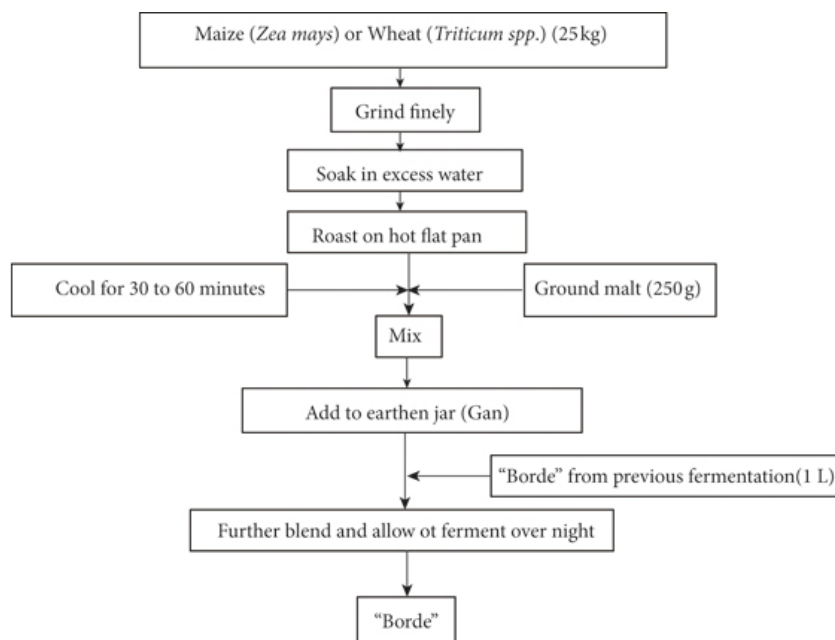 Maize (Zea mays) or Wheat (Triticum spp.) (25 kg)
Grind finely
Soak in excess water
Roast on hot flat pan
Cool for 30 to 60 minutes
Ground malt (250 g)
Mix
Add to earthen jar (Gan)
“Borde” from previous fermentation(1 L)
Further blend and allow ot ferment over night
“Borde”